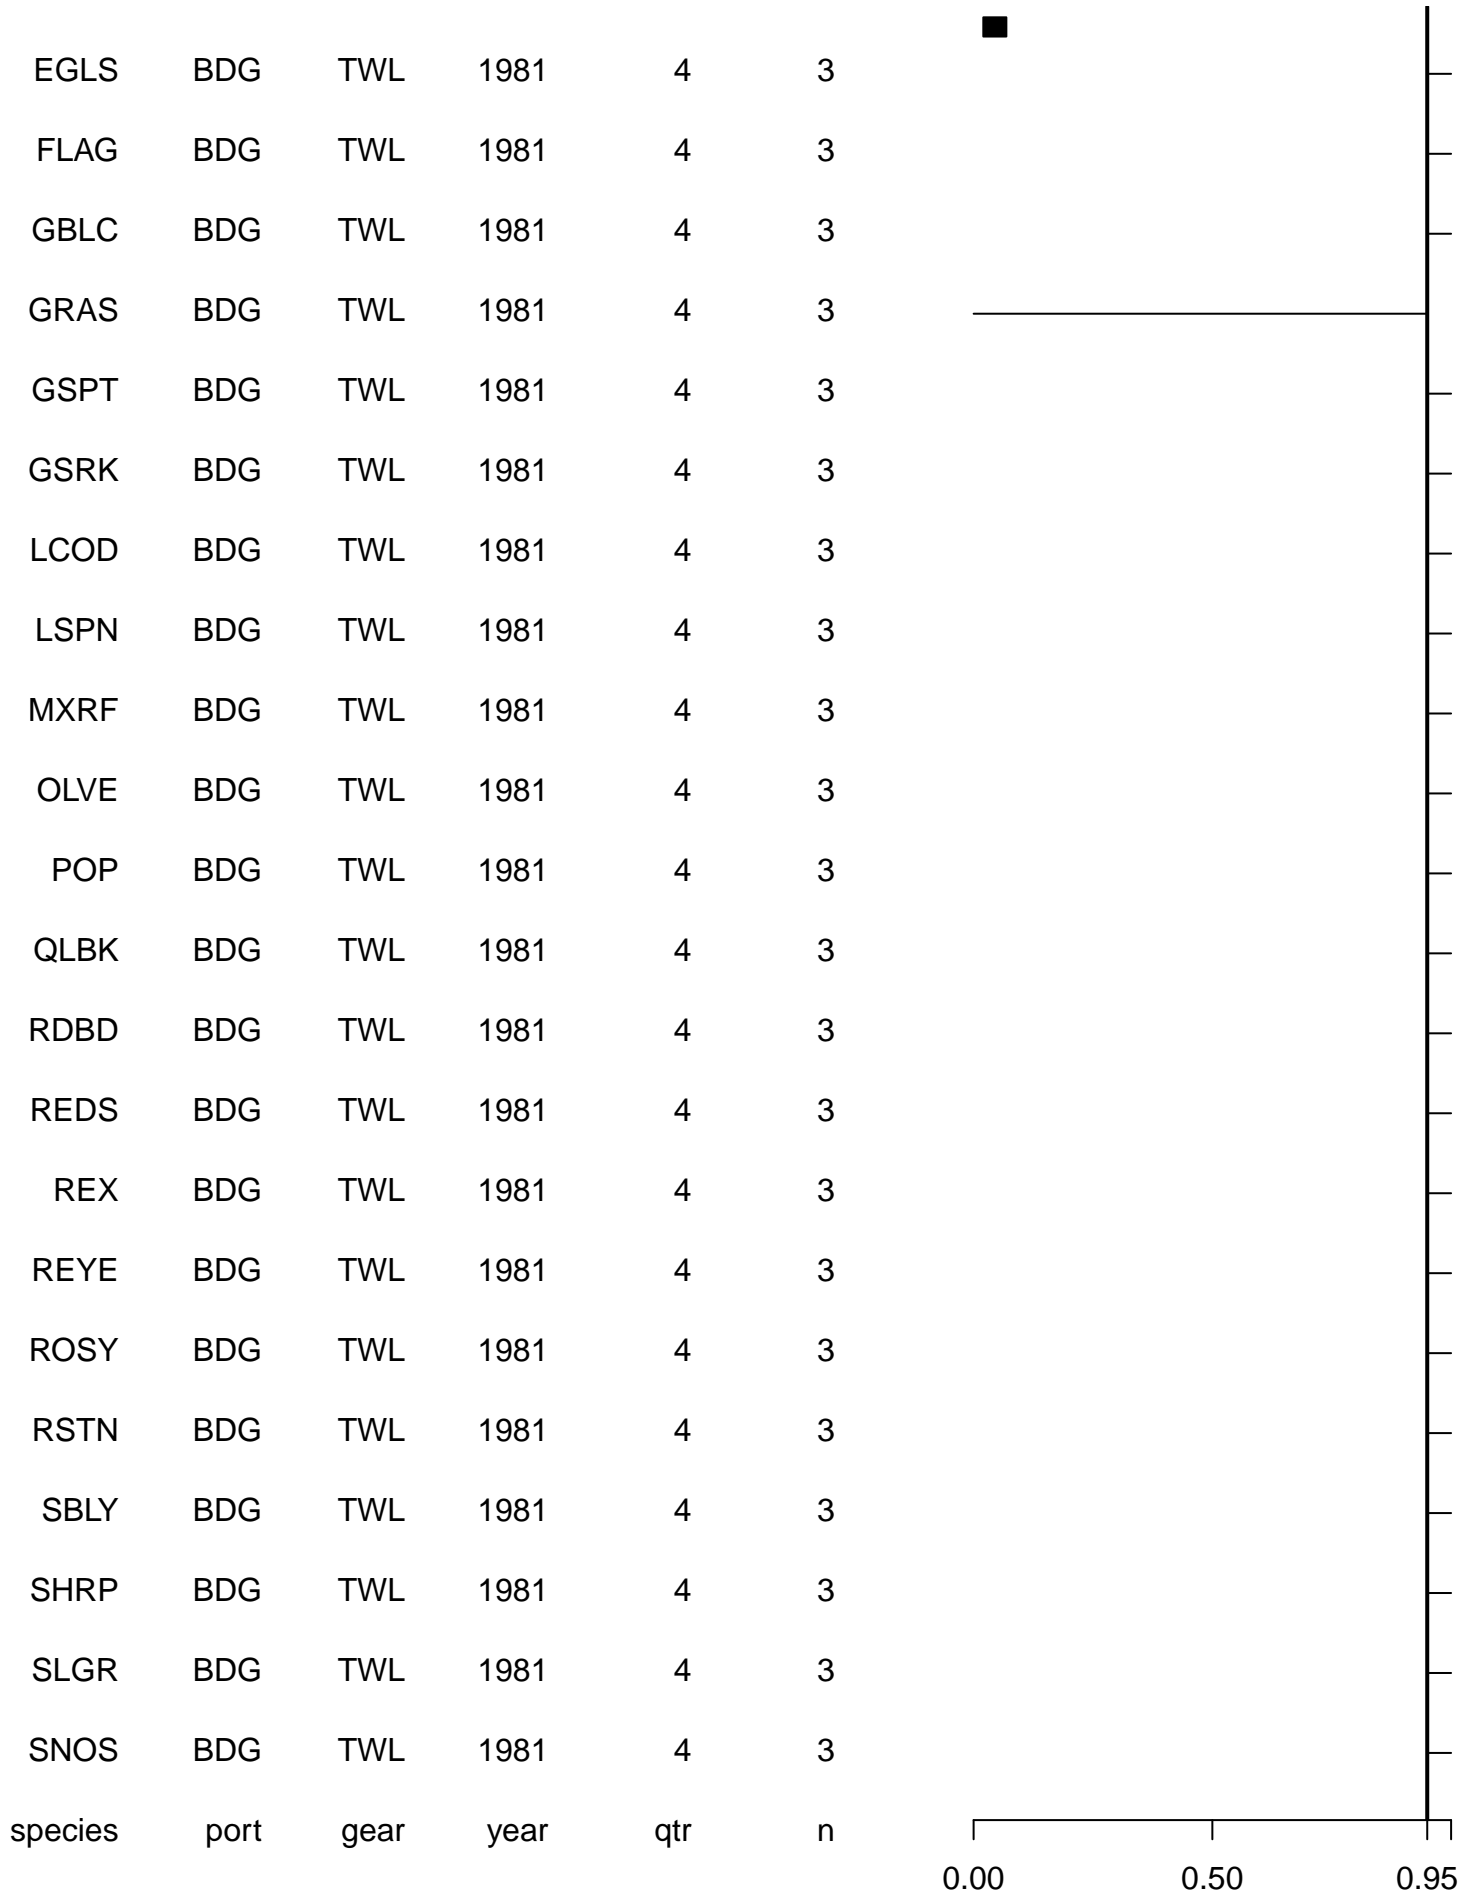 EGLS BDG TWL 1981 4 3
FLAG BDG TWL 1981 4 3
GBLC BDG TWL 1981 4 3
GRAS BDG TWL 1981 4 3
GSPT BDG TWL 1981 4 3
GSRK BDG TWL 1981 4 3
LCOD BDG TWL 1981 4 3
LSPN BDG TWL 1981 4 3
MXRF BDG TWL 1981 4 3
OLVE BDG TWL 1981 4 3
POP BDG TWL 1981 4 3
QLBK BDG TWL 1981 4 3
RDBD BDG TWL 1981 4 3
REDS BDG TWL 1981 4 3
REX BDG TWL 1981 4 3
REYE BDG TWL 1981 4 3
ROSY BDG TWL 1981 4 3
RSTN BDG TWL 1981 4 3
SBLY BDG TWL 1981 4 3
SHRP BDG TWL 1981 4 3
SLGR BDG TWL 1981 4 3
SNOS BDG TWL 1981 4 3
species port gear year qtr n
0.00 0.50 0.95